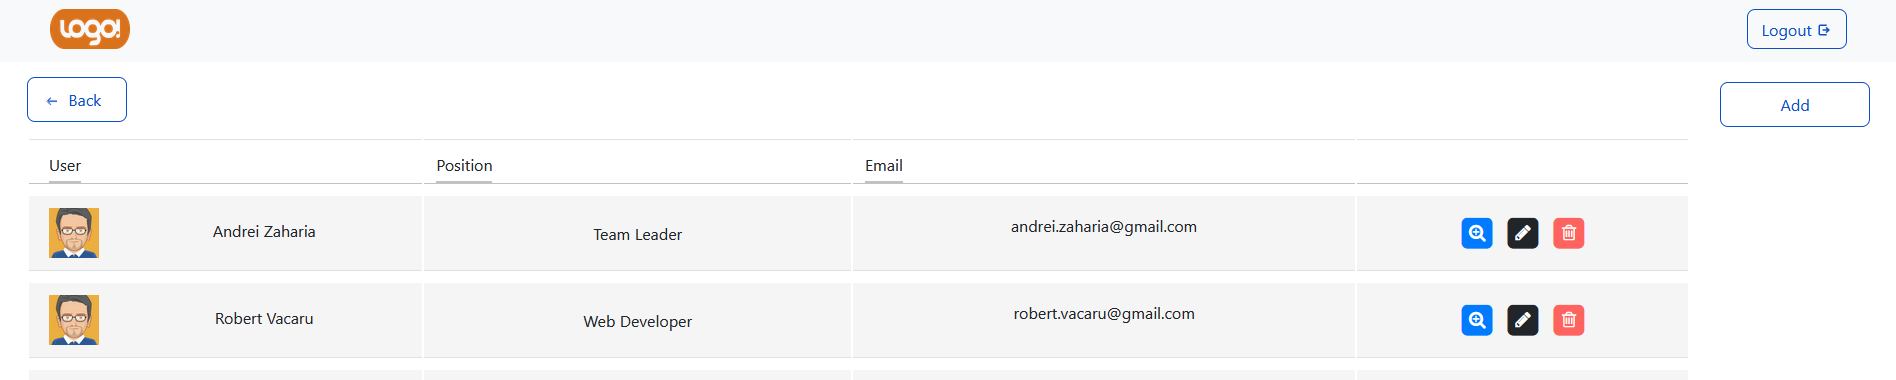 Logo!
Logout
Back
Add
User Position Email
Andrei Zaharia Team Leader andrei.zaharia@gmail.com
Robert Vacaru Web Developer robert.vacaru@gmail.com